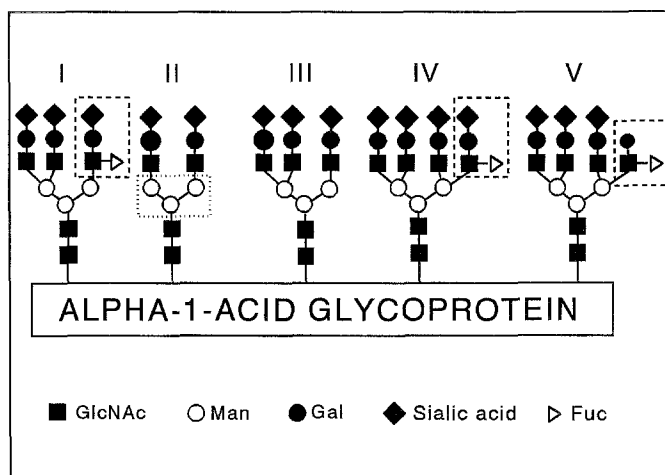 I II III IV V
ALPHA-1-ACID GLYCOPROTEIN
GlcNAc Man Gal Sialic acid Fuc